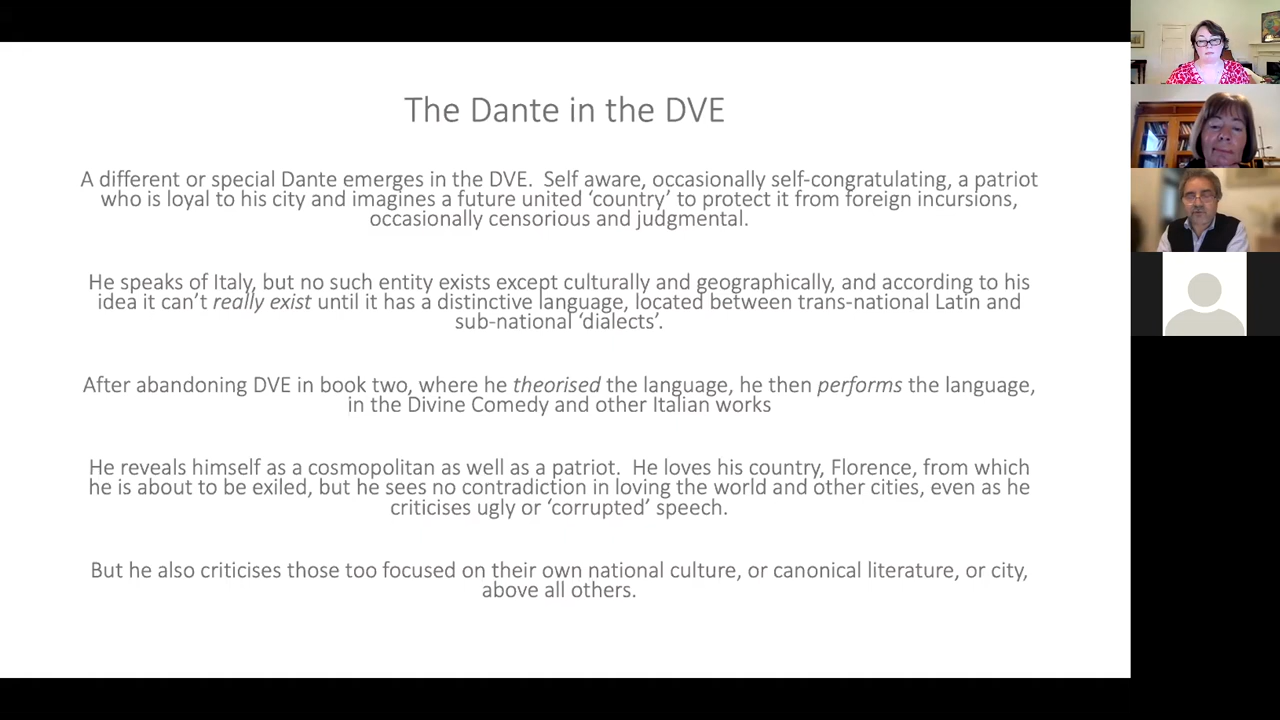 The Dante in the DVE
A different or special Dante emerges in the DVE.  Self aware, occasionally self-congratulating, a patriot
who is loyal to his city and imagines a future united ‘country’ to protect it from foreign incursions,
occasionally censorious and judgmental.
He speaks of Italy, but no such entity exists except culturally and geographically, and according to his
idea it can’t really exist until it has a distinctive language, located between trans-national Latin and
sub-national ‘dialects’.
After abandoning DVE in book two, where he theorised the language, he then performs the language,
in the Divine Comedy and other Italian works
He reveals himself as a cosmopolitan as well as a patriot.  He loves his country, Florence, from which
he is about to be exiled, but he sees no contradiction in loving the world and other cities, even as he
criticises ugly or ‘corrupted’ speech.
But he also criticises those too focused on their own national culture, or canonical literature, or city,
above all others.